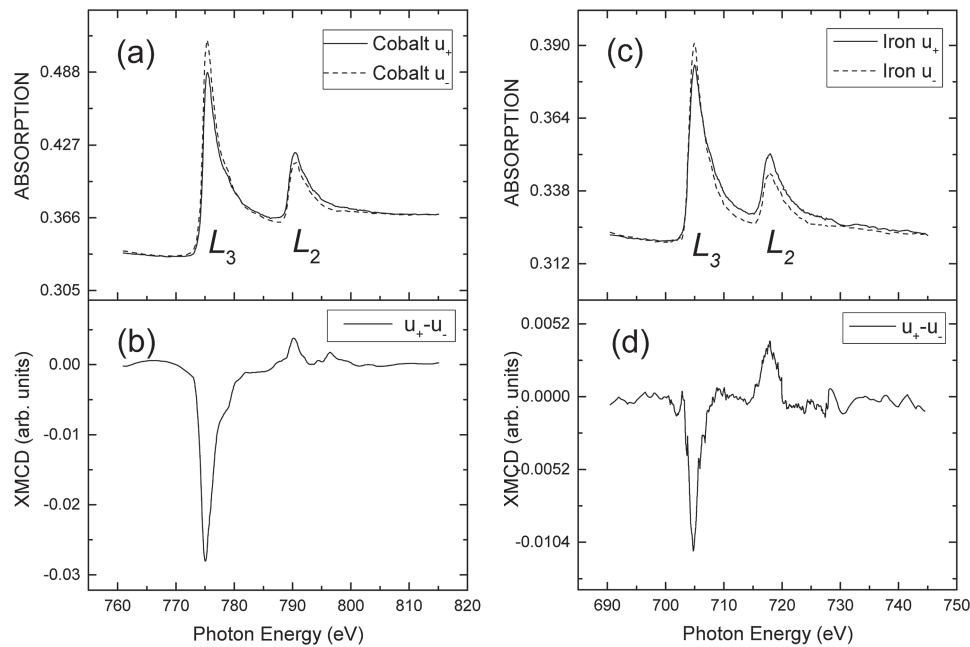 (a)
Cobalt u+
Cobalt u-
0.488
0.427
0.366
0.305
ABSORPTION
L3
L2
(c)
Iron u+
Iron u-
0.390
0.364
0.338
0.312
ABSORPTION
L3
L2
(b)
u+-u-
0.00
-0.01
-0.02
-0.03
XMCD (arb. units)
760 770 780 790 800 810 820
Photon Energy (eV)
(d)
u+-u-
0.0052
0.0000
-0.0052
-0.0104
XMCD (arb. units)
690 700 710 720 730 740 750
Photon Energy (eV)